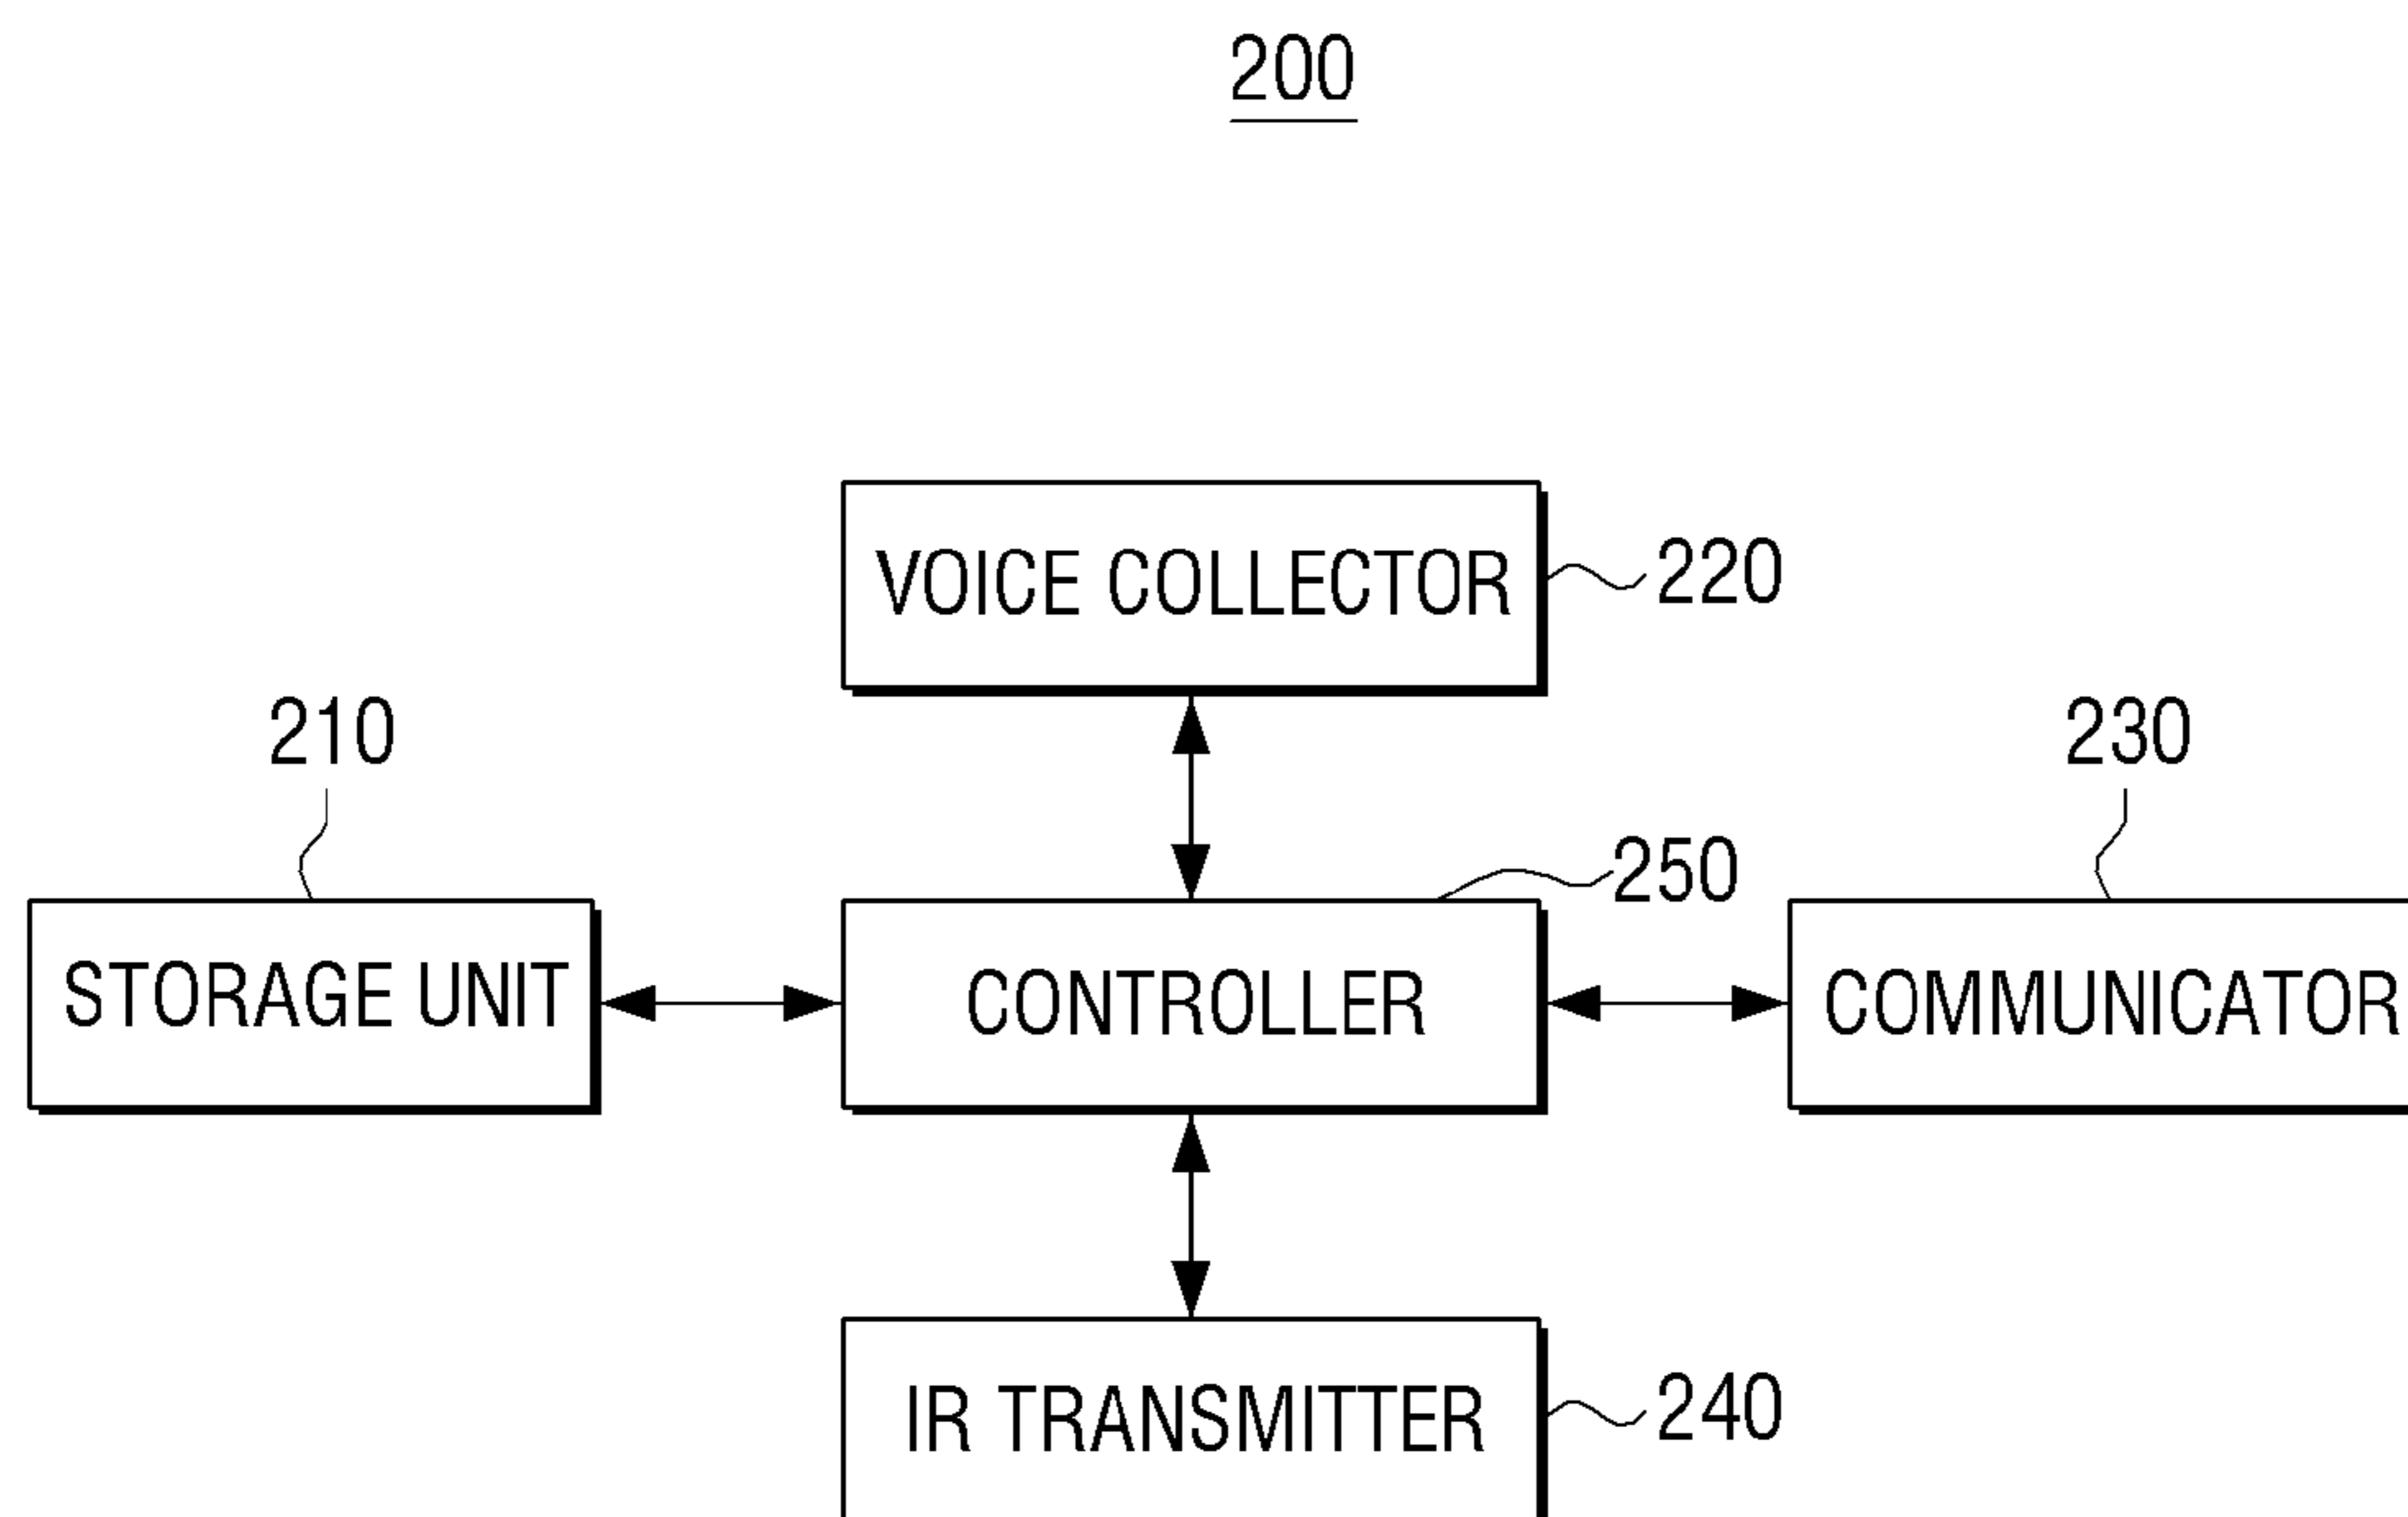 200
VOICE COLLECTOR
220
210
230
250
STORAGE UNIT
CONTROLLER
COMMUNICATOR
IR TRANSMITTER
240